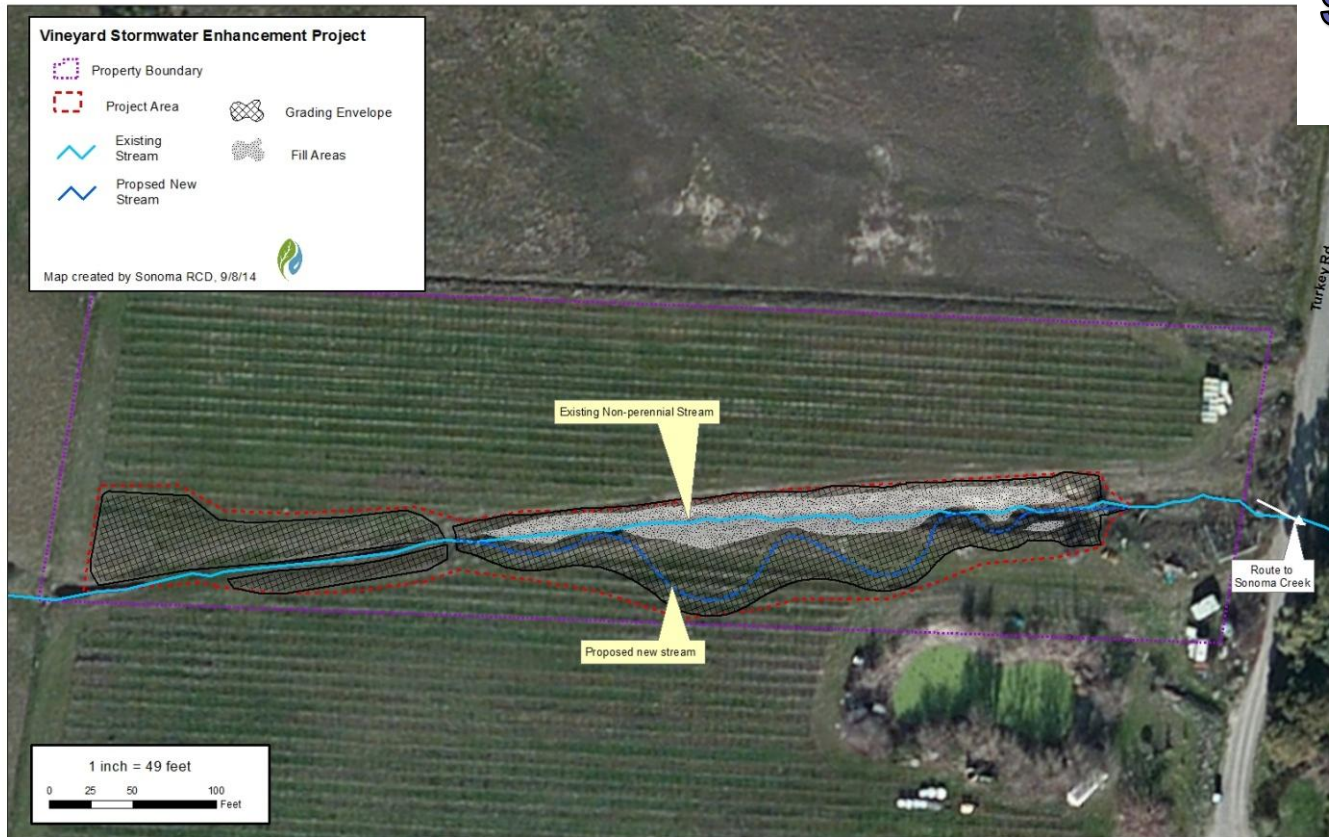 Vineyard Stormwater Enhancement Project
Property Boundary
Project Area
Grading Envelope
Existing
Stream
Fill Areas
Propsed New
Stream
Map created by Sonoma RCD, 9/8/14
Turkey Rd
Existing Non-perennial Stream
Route to
Sonoma Creek
Proposed new stream
1 inch = 49 feet
0 25 50 100
Feet